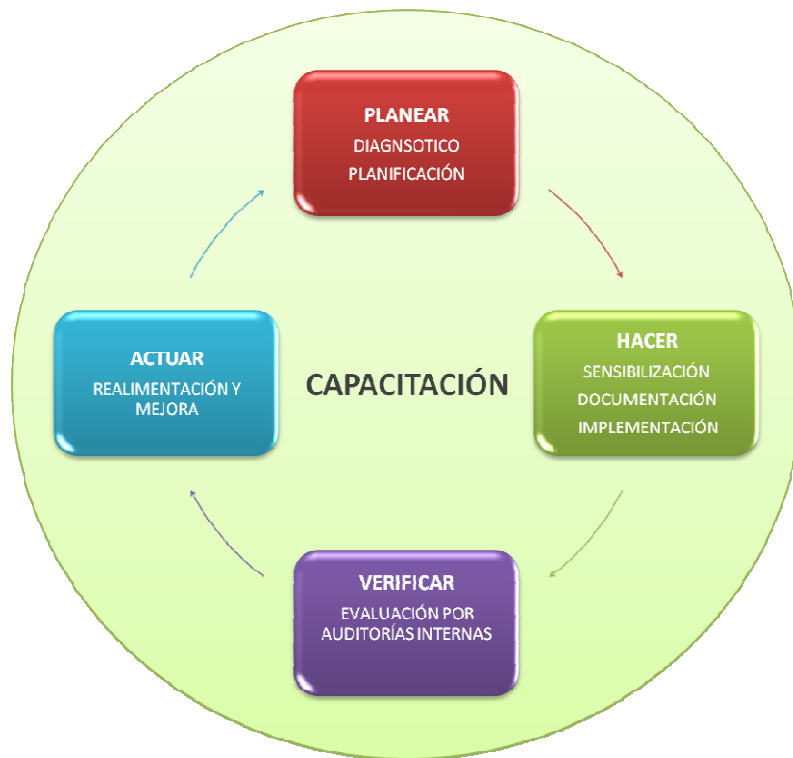 PLANEAR
DIAGNSOTICO
PLANIFICACIÓN
HACER
SENSIBILIZACIÓN
DOCUMENTACIÓN
IMPLEMENTACIÓN
ACTUAR
REALIMENTACIÓN Y
MEJORA
CAPACITACIÓN
VERIFICAR
EVALUACIÓN POR
AUDITORÍAS INTERNAS